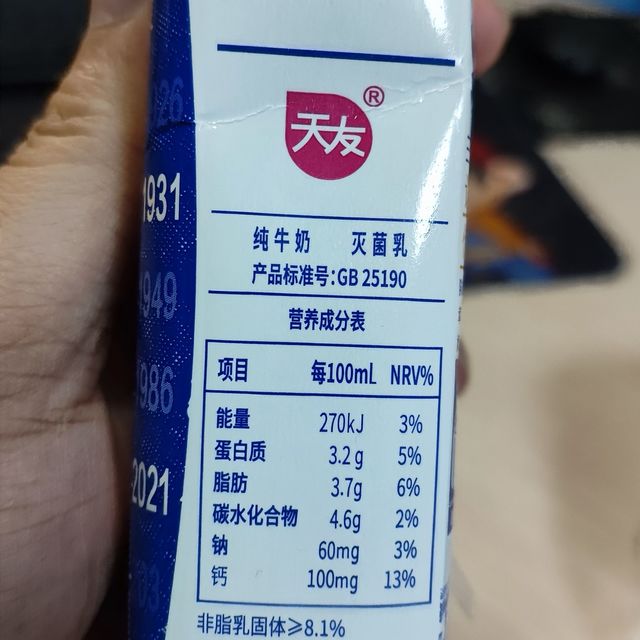 天友®
纯牛奶 灭菌乳
产品标准号:GB 25190
营养成分表
项目 每100mL NRV%
能量 270kJ 3%
蛋白质 3.2g 5%
脂肪 3.7g 6%
碳水化合物 4.6g 2%
钠 60mg 3%
钙 100mg 13%
非脂乳固体≥8.1%
1931
1949
1986
2021